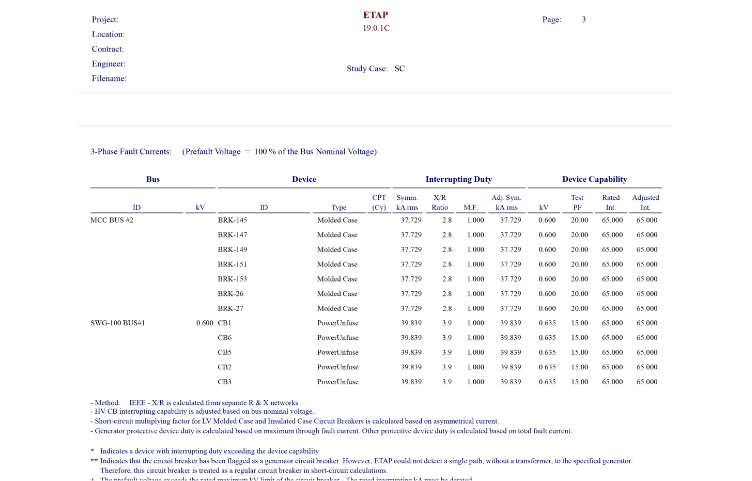 Project:
ETAP
Page: 3
Location:
19.0.1C
Contract:
Engineer:
Study Case: SC
Filename:
3-Phase Fault Currents: (Prefault Voltage = 100 % of the Bus Nominal Voltage)
Bus Device Interrupting Duty Device Capability
CPT Symm. X/R Adj. Sym. Test Rated Adjusted
ID kV ID Type (Cy) kA rms Ratio M.F. kA rms kV PF Int. Int.
MCC BUS #2 BRK-145 Molded Case 37.729 2.8 1.000 37.729 0.600 20.00 65.000 65.000
BRK-147 Molded Case 37.729 2.8 1.000 37.729 0.600 20.00 65.000 65.000
BRK-149 Molded Case 37.729 2.8 1.000 37.729 0.600 20.00 65.000 65.000
BRK-151 Molded Case 37.729 2.8 1.000 37.729 0.600 20.00 65.000 65.000
BRK-153 Molded Case 37.729 2.8 1.000 37.729 0.600 20.00 65.000 65.000
BRK-26 Molded Case 37.729 2.8 1.000 37.729 0.600 20.00 65.000 65.000
BRK-27 Molded Case 37.729 2.8 1.000 37.729 0.600 20.00 65.000 65.000
SWG-100 BUS#1 0.600 CB1 PowerUnfuse 39.839 3.9 1.000 39.839 0.635 15.00 65.000 65.000
CB6 PowerUnfuse 39.839 3.9 1.000 39.839 0.635 15.00 65.000 65.000
CB5 PowerUnfuse 39.839 3.9 1.000 39.839 0.635 15.00 65.000 65.000
CB2 PowerUnfuse 39.839 3.9 1.000 39.839 0.635 15.00 65.000 65.000
CB3 PowerUnfuse 39.839 3.9 1.000 39.839 0.635 15.00 65.000 65.000
- Method: IEEE - X/R is calculated from separate R & X networks.
- HV CB interrupting capability is adjusted based on bus nominal voltage.
- Short-circuit multiplying factor for LV Molded Case and Insulated Case Circuit Breakers is calculated based on asymmetrical current.
- Generator protective device duty is calculated based on maximum through fault current. Other protective device duty is calculated based on total fault current.
* Indicates a device with interrupting duty exceeding the device capability
** Indicates that the circuit breaker has been flagged as a generator circuit breaker. However, ETAP could not detect a single path, without a transformer, to the specified generator.
Therefore, this circuit breaker is treated as a regular circuit breaker in short-circuit calculations.
The prefault voltage exceeds the rated maximum kV limit of the circuit breaker - The rated interrupting kA must be derated